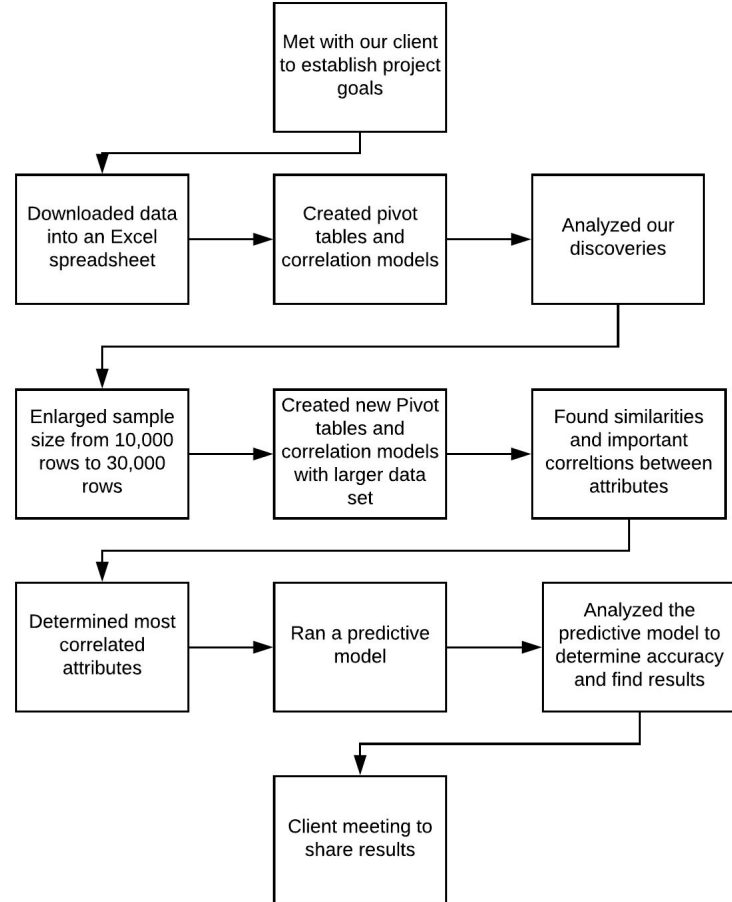 Met with our client
to establish project
goals
Downloaded data
into an Excel
spreadsheet
Created pivot
tables and
correlation models
Analyzed our
discoveries
Enlarged sample
size from 10,000
rows to 30,000
rows
Created new Pivot
tables and
correlation models
with larger data
set
Found similarities
and important
correltions between
attributes
Determined most
correlated
attributes
Ran a predictive
model
Analyzed the
predictive model to
determine accuracy
and find results
Client meeting to
share results